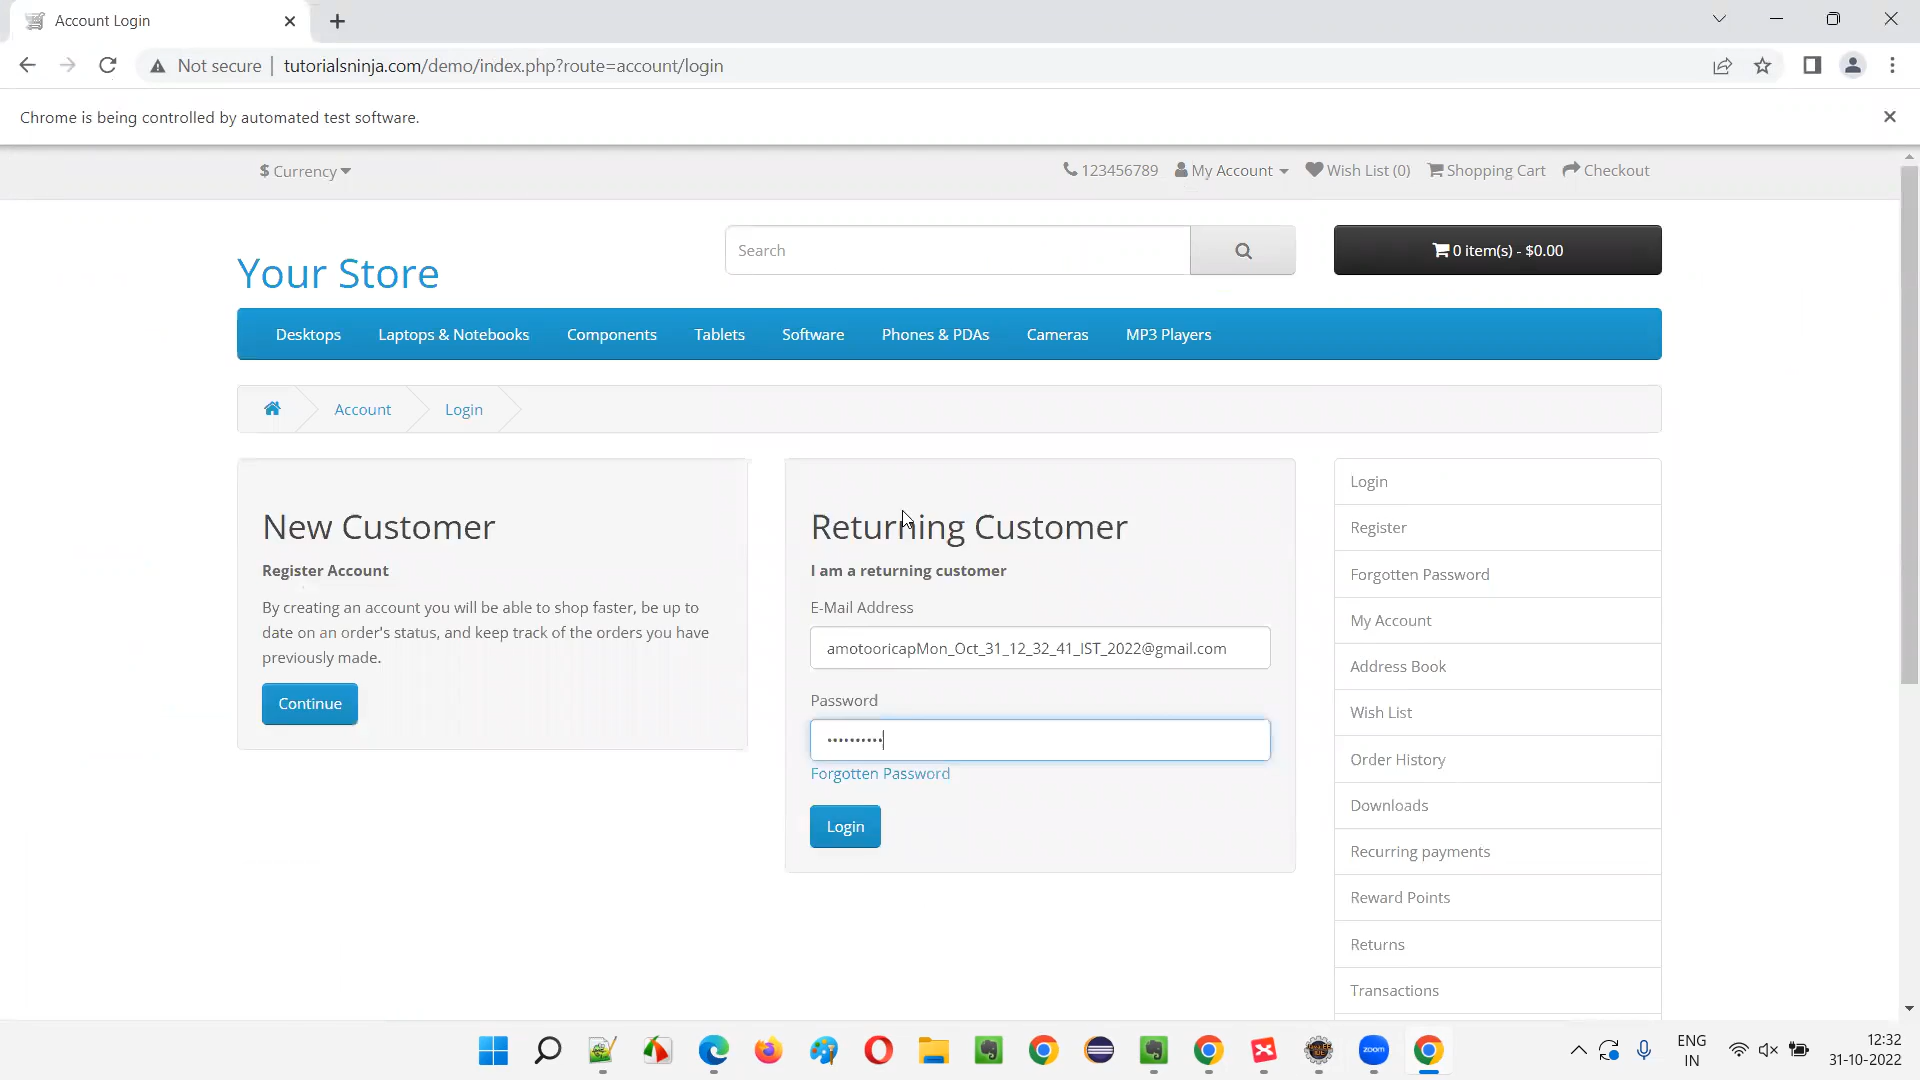 Account Login
Not secure
tutorialsninja.com/demo/index.php?route=account/login
Chrome is being controlled by automated test software.
$ Currency
123456789
My Account
Wish List (0)
Shopping Cart
Checkout
Your Store
Search
0 item(s) - $0.00
Desktops
Laptops & Notebooks
Components
Tablets
Software
Phones & PDAs
Cameras
MP3 Players
Account
Login
New Customer
Register Account
By creating an account you will be able to shop faster, be up to
date on an order's status, and keep track of the orders you have
previously made.
Continue
Returning Customer
I am a returning customer
E-Mail Address
amotooricapMon_Oct_31_12_32_41_IST_2022@gmail.com
Password
••••••••••
Forgotten Password
Login
Login
Register
Forgotten Password
My Account
Address Book
Wish List
Order History
Downloads
Recurring payments
Reward Points
Returns
Transactions
zoom
ENG
IN
12:32
31-10-2022